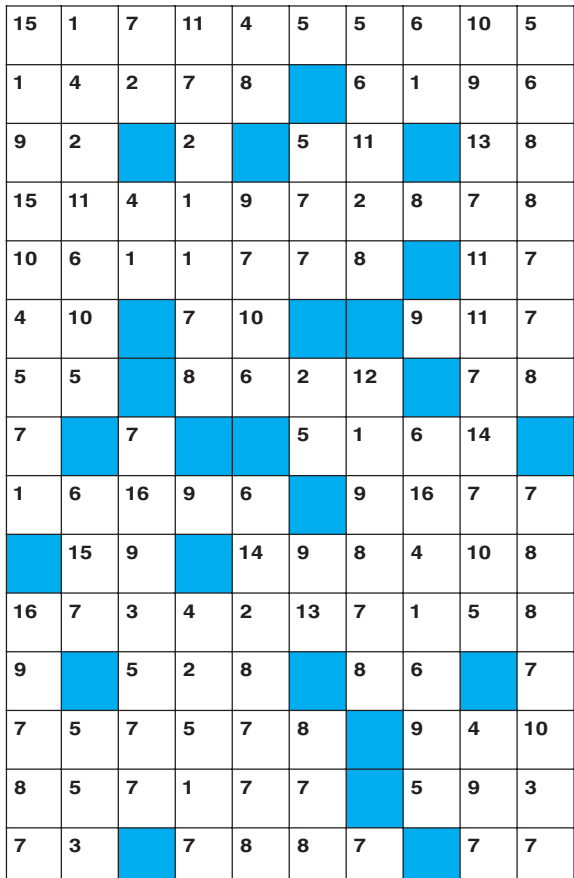 15 1 7 11 4 5 5 6 10 5
1 4 2 7 8 6 1 9 6
9 2 2 5 11 13 8
15 11 4 1 9 7 2 8 7 8
10 6 1 1 7 7 8 11 7
4 10 7 10 9 11 7
5 5 8 6 2 12 7 8
7 7 5 1 6 14
1 6 16 9 6 9 16 7 7
15 9 14 9 8 4 10 8
16 7 3 4 2 13 7 1 5 8
9 5 2 8 8 6 7
7 5 7 5 7 8 9 4 10
8 5 7 1 7 7 5 9 3
7 3 7 8 8 7 7 7